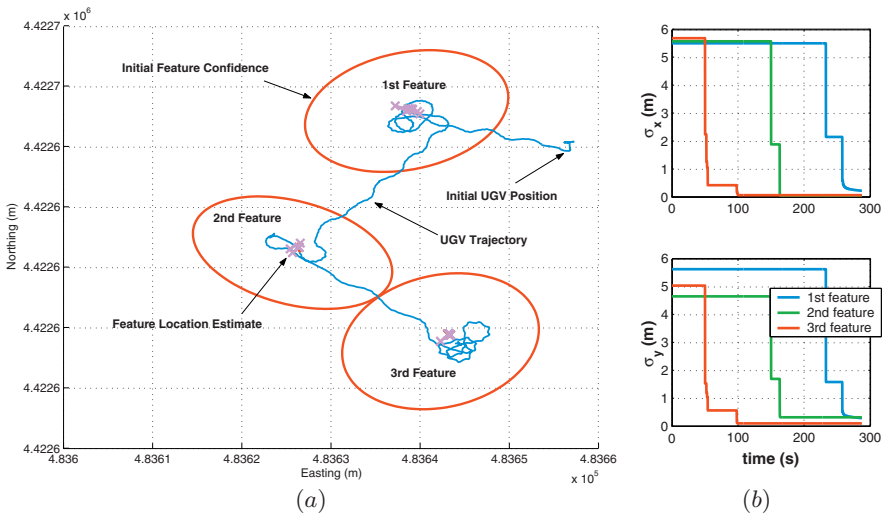 x 10^6
4.4227
4.4227
4.4226
4.4226
4.4226
4.4226
4.4226
4.4226
Northing (m)
Initial Feature Confidence
1st Feature
Initial UGV Position
2nd Feature
UGV Trajectory
Feature Location Estimate
3rd Feature
4.836 4.8361 4.8362 4.8363 4.8364 4.8365 4.8366
Easting (m)
x 10^5
(a)
6
5
4
3
2
1
0
σx (m)
0 100 200 300
6
5
4
3
2
1
0
σy (m)
1st feature
2nd feature
3rd feature
0 100 200 300
time (s)
(b)